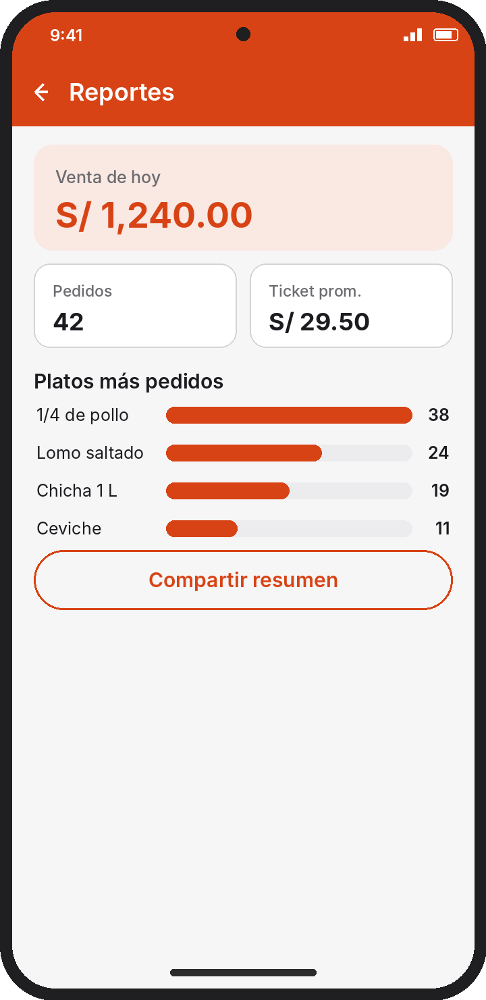 9:41
Reportes
Venta de hoy
S/ 1,240.00
Pedidos
42
Ticket prom.
S/ 29.50
Platos más pedidos
1/4 de pollo 38
Lomo saltado 24
Chicha 1 L 19
Ceviche 11
Compartir resumen